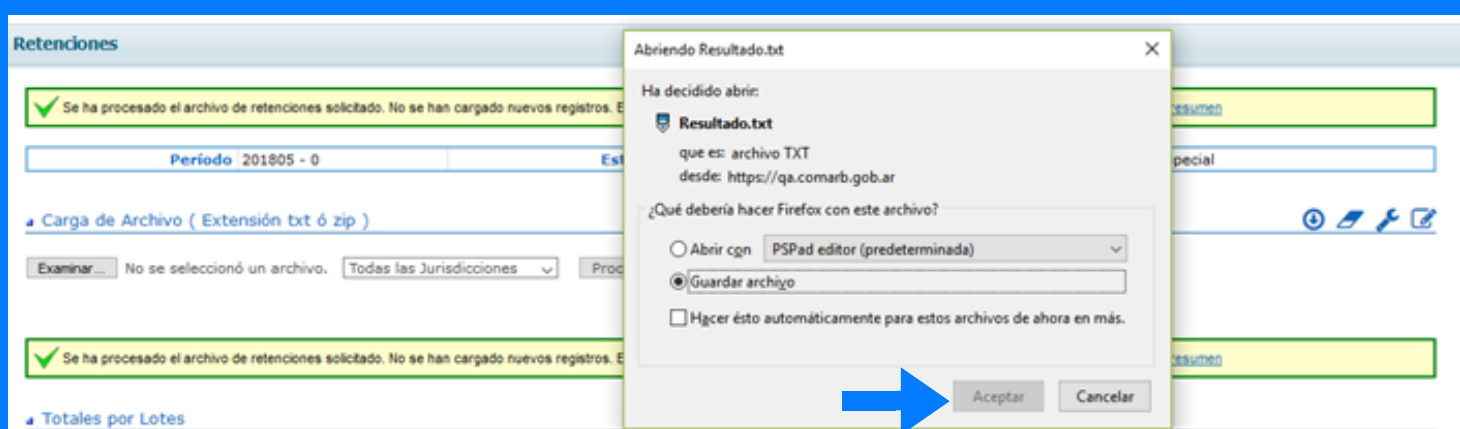 Retenciones
Se ha procesado el archivo de retenciones solicitado. No se han cargado nuevos registros. E
resumen
Período 201805 - 0
Est
pecial
Carga de Archivo ( Extensión txt ó zip )
Examinar... No se seleccionó un archivo. Todas las Jurisdicciones Proc
Se ha procesado el archivo de retenciones solicitado. No se han cargado nuevos registros. E
resumen
Totales por Lotes
Abriendo Resultado.txt
Ha decidido abrir:
Resultado.txt
que es: archivo TXT
desde: https://qa.comarb.gob.ar
¿Qué debería hacer Firefox con este archivo?
Abrir con PSPad editor (predeterminada)
Guardar archivo
Hacer ésto automáticamente para estos archivos de ahora en más.
Aceptar Cancelar